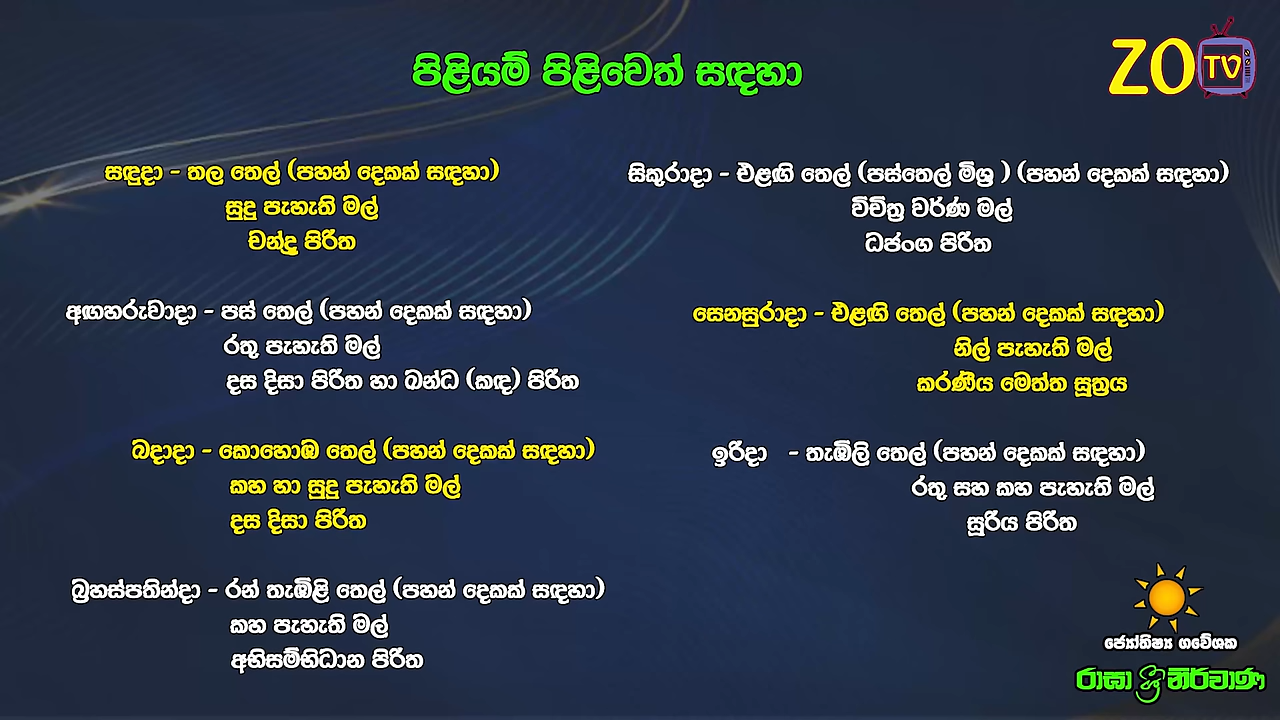 පිළියම් පිළිවෙත් සඳහා
ZO TV
සඳුදා - තල තෙල් (පහන් දෙකක් සඳහා)
සුදු පැහැති මල්
චන්ද්‍ර පිරිත
අඟහරුවාදා - පස් තෙල් (පහන් දෙකක් සඳහා)
රතු පැහැති මල්
දස දිසා පිරිත හා ඛන්ධ (කඳ) පිරිත
බදාදා - කොහොඹ තෙල් (පහන් දෙකක් සඳහා)
කහ හා සුදු පැහැති මල්
දස දිසා පිරිත
බ්‍රහස්පතින්දා - රන් තැඹිළි තෙල් (පහන් දෙකක් සඳහා)
කහ පැහැති මල්
අභිසම්භිධාන පිරිත
සිකුරාදා - එළඟි තෙල් (පස්තෙල් මිශ්‍ර ) (පහන් දෙකක් සඳහා)
විචිත්‍ර වර්ණ මල්
ධජංග පිරිත
සෙනසුරාදා - එළඟි තෙල් (පහන් දෙකක් සඳහා)
නිල් පැහැති මල්
කරණීය මෙත්ත සූත්‍රය
ඉරිදා - තැඹිලි තෙල් (පහන් දෙකක් සඳහා)
රතු සහ කහ පැහැති මල්
සූරිය පිරිත
ජ්‍යෝතිෂ්‍ය ගවේශක
රාඝා ශ්‍රී නිර්වාණ